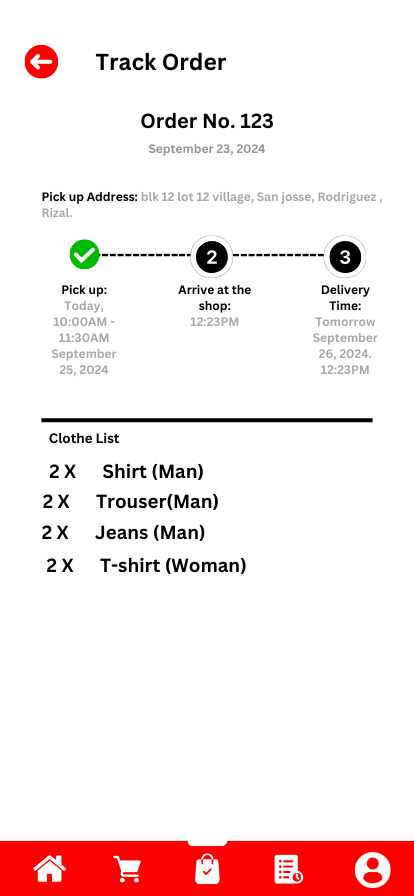 Track Order
Order No. 123
September 23, 2024
Pick up Address: blk 12 lot 12 village, San josse, Rodriguez ,
Rizal.
2
3
Pick up:
Today,
10:00AM -
11:30AM
September
25, 2024
Arrive at the
shop:
12:23PM
Delivery
Time:
Tomorrow
September
26, 2024.
12:23PM
Clothe List
2 X Shirt (Man)
2 X Trouser(Man)
2 X Jeans (Man)
2 X T-shirt (Woman)